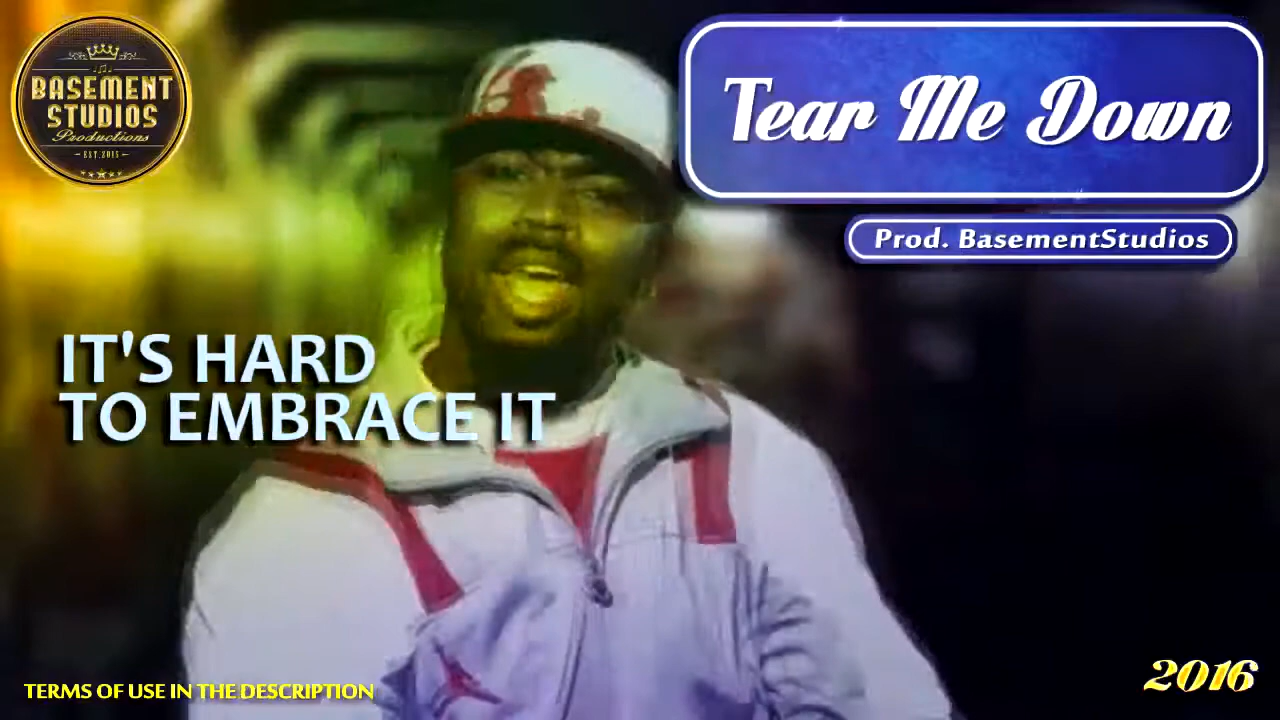 BASEMENT
STUDIOS
Productions
EST. 2015
Tear Me Down
Prod. BasementStudios
IT'S HARD
TO EMBRACE IT
TERMS OF USE IN THE DESCRIPTION
2016